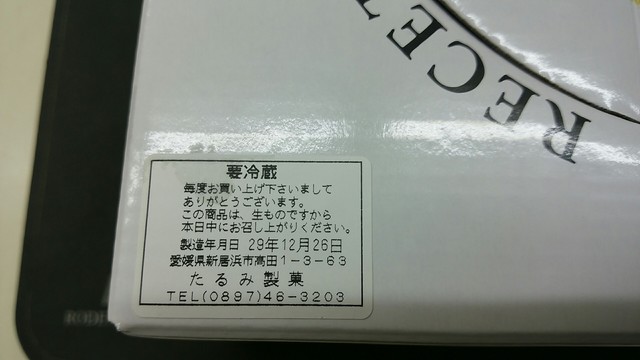 RECET
要冷蔵
毎度お買い上げ下さいまして
ありがとうございます。
この商品は、生ものですから
本日中にお召し上がりください。
製造年月日 29年12月26日
愛媛県新居浜市高田1-3-63
たるみ製菓
TEL(0897)46-3203